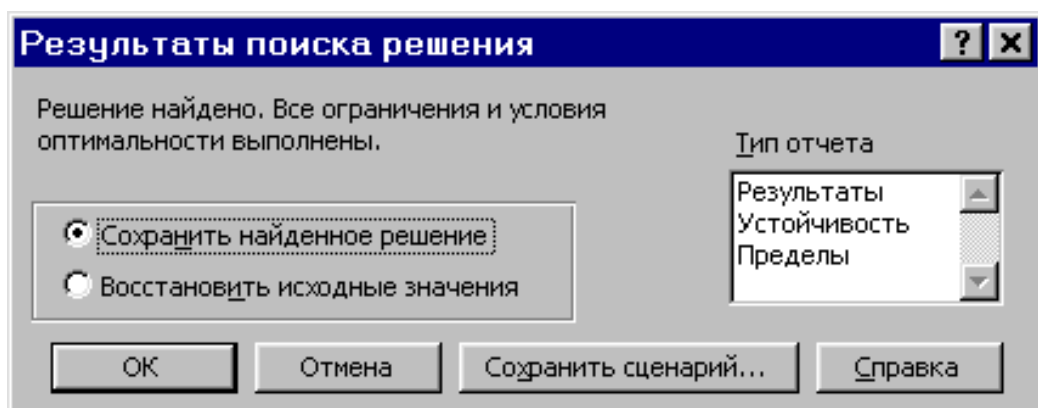 Результаты поиска решения
Решение найдено. Все ограничения и условия
оптимальности выполнены.
Тип отчета
Результаты
Устойчивость
Пределы
Сохранить найденное решение
Восстановить исходные значения
ОК
Отмена
Сохранить сценарий...
Справка